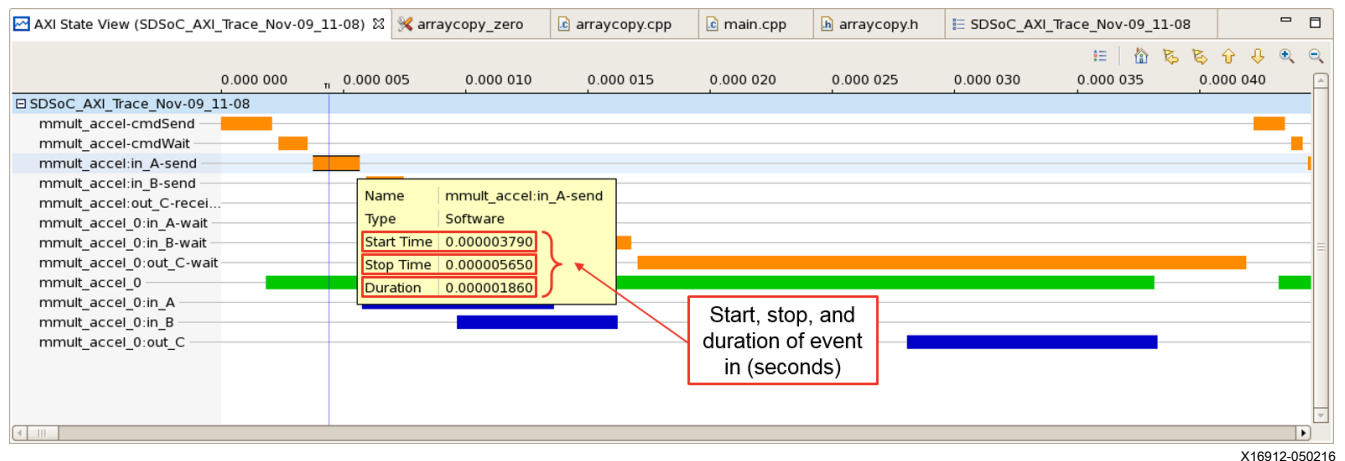 AXI State View (SDSoC_AXI_Trace_Nov-09_11-08) arraycopy_zero arraycopy.cpp main.cpp arraycopy.h SDSoC_AXI_Trace_Nov-09_11-08
0.000 000 0.000 005 0.000 010 0.000 015 0.000 020 0.000 025 0.000 030 0.000 035 0.000 040
SDSoC_AXI_Trace_Nov-09_11-08
mmult_accel-cmdSend
mmult_accel-cmdWait
mmult_accel:in_A-send
mmult_accel:in_B-send
mmult_accel:out_C-recei...
mmult_accel_0:in_A-wait
mmult_accel_0:in_B-wait
mmult_accel_0:out_C-wait
mmult_accel_0
mmult_accel_0:in_A
mmult_accel_0:in_B
mmult_accel_0:out_C
Name mmult_accel:in_A-send
Type Software
Start Time 0.000003790
Stop Time 0.000005650
Duration 0.000001860
Start, stop, and
duration of event
in (seconds)
X16912-050216